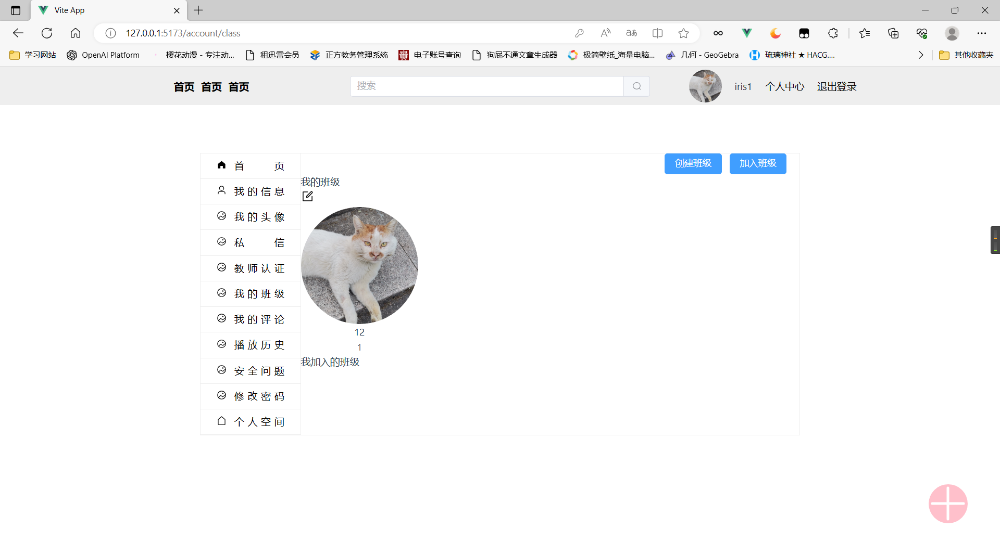 Vite App
127.0.0.1:5173/account/class
学习网站 OpenAI Platform 樱花动漫 - 专注动... 租迅雷会员 正方教务管理系统 电子账号查询 狗屁不通文章生成器 极简壁纸_海量电脑... 几何 - GeoGebra 琉璃神社 ★ HACG.... 其他收藏夹
首页 首页 首页 搜索 iris1 个人中心 退出登录
创建班级 加入班级
首 页
我的信息
我的头像
私 信
教师认证
我的班级
我的评论
播放历史
安全问题
修改密码
个人空间
我的班级
12
1
我加入的班级